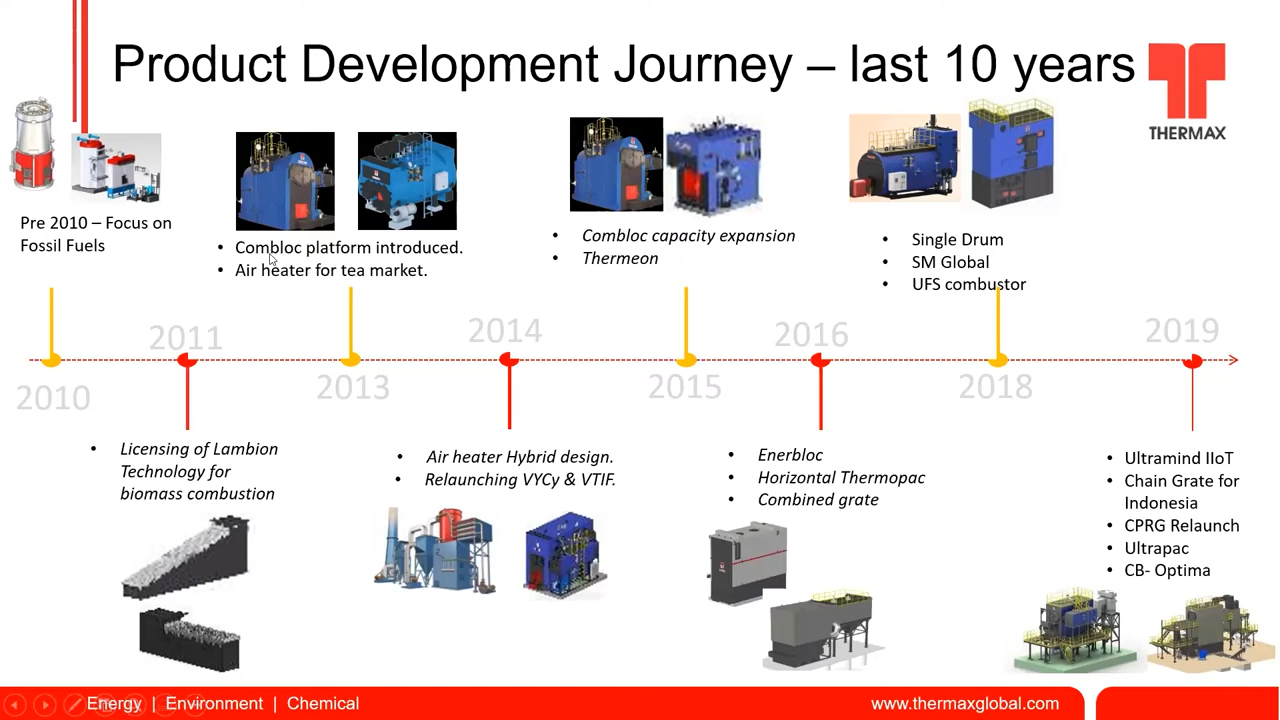 Product Development Journey – last 10 years
THERMAX
Pre 2010 – Focus on
Fossil Fuels
• Combloc platform introduced.
• Air heater for tea market.
• Combloc capacity expansion
• Thermeon
• Single Drum
• SM Global
• UFS combustor
2010
2011
2013
2014
2015
2016
2018
2019
• Licensing of Lambion
Technology for
biomass combustion
• Air heater Hybrid design.
• Relaunching VYCy & VTIF.
• Enerbloc
• Horizontal Thermopac
• Combined grate
• Ultramind IIoT
• Chain Grate for
Indonesia
• CPRG Relaunch
• Ultrapac
• CB- Optima
Energy | Environment | Chemical
www.thermaxglobal.com